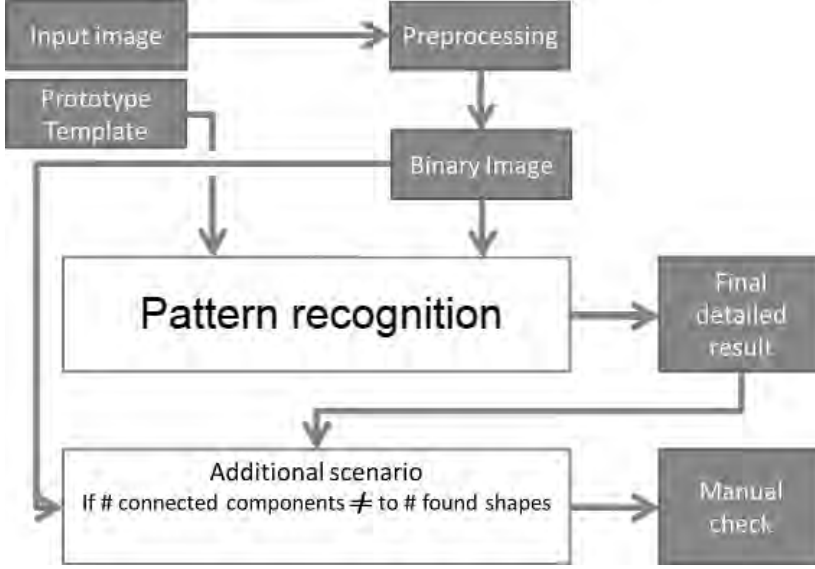 Input image
Preprocessing
Prototype
Template
Binary Image
Pattern recognition
Final
detailed
result
Additional scenario
If # connected components ≠ to # found shapes
Manual
check